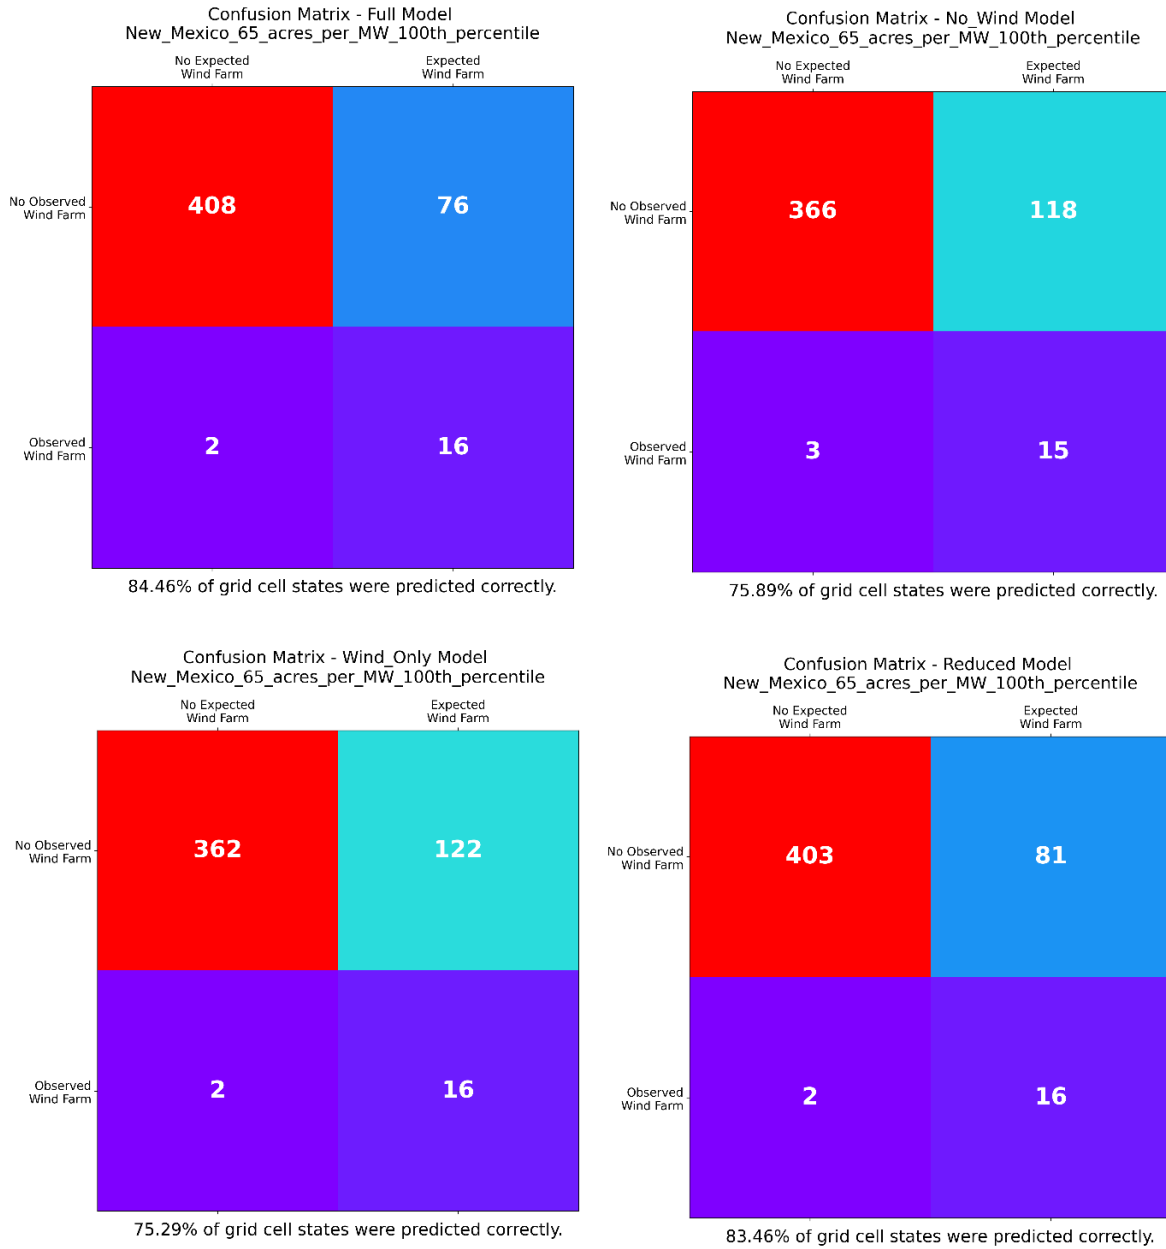 Confusion Matrix - Full Model
New_Mexico_65_acres_per_MW_100th_percentile
No Expected
Wind Farm
Expected
Wind Farm
No Observed
Wind Farm
408
76
Observed
Wind Farm
2
16
84.46% of grid cell states were predicted correctly.
Confusion Matrix - No_Wind Model
New_Mexico_65_acres_per_MW_100th_percentile
No Expected
Wind Farm
Expected
Wind Farm
No Observed
Wind Farm
366
118
Observed
Wind Farm
3
15
75.89% of grid cell states were predicted correctly.
Confusion Matrix - Wind_Only Model
New_Mexico_65_acres_per_MW_100th_percentile
No Expected
Wind Farm
Expected
Wind Farm
No Observed
Wind Farm
362
122
Observed
Wind Farm
2
16
75.29% of grid cell states were predicted correctly.
Confusion Matrix - Reduced Model
New_Mexico_65_acres_per_MW_100th_percentile
No Expected
Wind Farm
Expected
Wind Farm
No Observed
Wind Farm
403
81
Observed
Wind Farm
2
16
83.46% of grid cell states were predicted correctly.